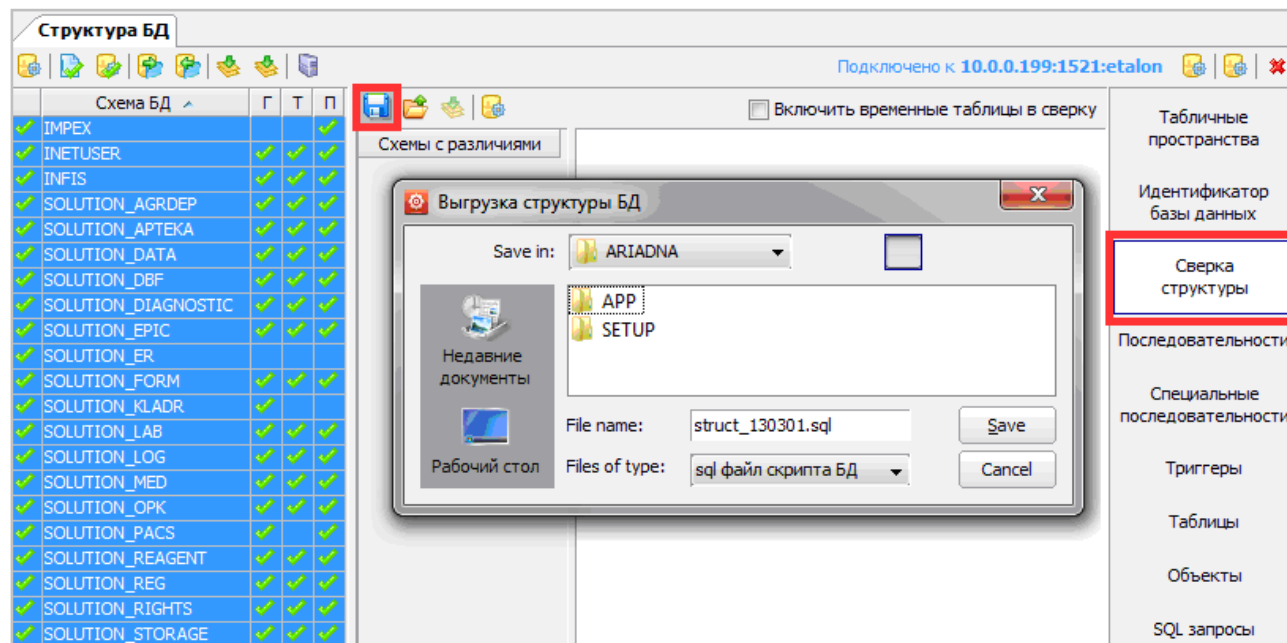 Структура БД
Подключено к 10.0.0.199:1521:etalon
Схема БД Г Т П
IMPEX
INETUSER
INFIS
SOLUTION_AGRDEP
SOLUTION_APTEKA
SOLUTION_DATA
SOLUTION_DBF
SOLUTION_DIAGNOSTIC
SOLUTION_EPIC
SOLUTION_ER
SOLUTION_FORM
SOLUTION_KLADR
SOLUTION_LAB
SOLUTION_LOG
SOLUTION_MED
SOLUTION_OPK
SOLUTION_PACS
SOLUTION_REAGENT
SOLUTION_REG
SOLUTION_RIGHTS
SOLUTION_STORAGE
Включить временные таблицы в сверку
Схемы с различиями
Выгрузка структуры БД
Save in: ARIADNA
APP
SETUP
Недавние
документы
Рабочий стол
File name: struct_130301.sql Save
Files of type: sql файл скрипта БД Cancel
Табличные
пространства
Идентификатор
базы данных
Сверка
структуры
Последовательности
Специальные
последовательности
Триггеры
Таблицы
Объекты
SQL запросы